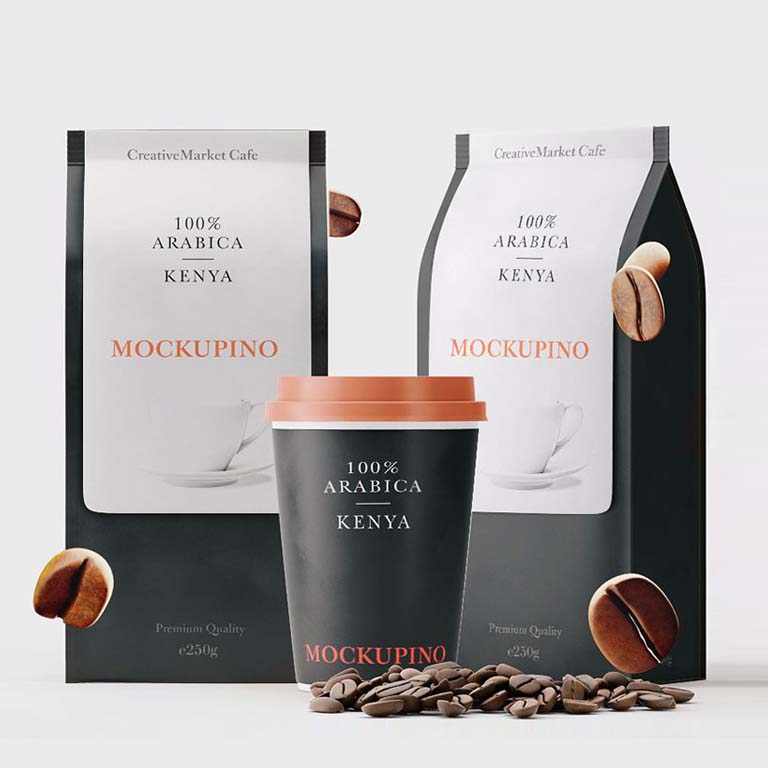 CreativeMarket Cafe
100%
ARABICA
KENYA
MOCKUPINO
Premium Quality
e250g
CreativeMarket Cafe
100%
ARABICA
KENYA
MOCKUPINO
Premium Quality
e250g
100%
ARABICA
KENYA
MOCKUPINO